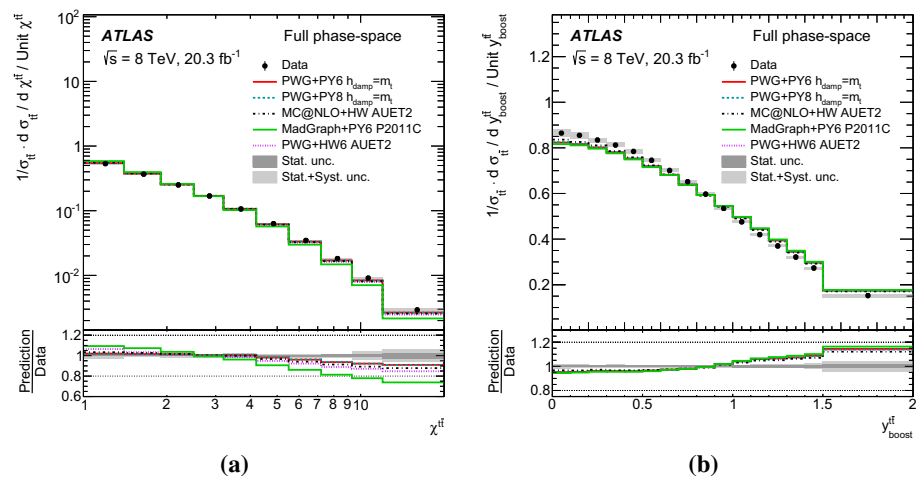 ATLAS Full phase-space
√s = 8 TeV, 20.3 fb⁻¹
Data
PWG+PY6 h_damp=m_t
PWG+PY8 h_damp=m_t
MC@NLO+HW AUET2
MadGraph+PY6 P2011C
PWG+HW6 AUET2
Stat. unc.
Stat.+Syst. unc.
1/σ_tt̄ · d σ_tt̄ / d χ^tt̄ / Unit χ^tt̄
10²
10
1
10⁻¹
10⁻²
Prediction
Data
1.2
1
0.8
0.6
1 2 3 4 5 6 7 8 9 10
χ^tt̄
(a)
ATLAS Full phase-space
√s = 8 TeV, 20.3 fb⁻¹
Data
PWG+PY6 h_damp=m_t
PWG+PY8 h_damp=m_t
MC@NLO+HW AUET2
MadGraph+PY6 P2011C
PWG+HW6 AUET2
Stat. unc.
Stat.+Syst. unc.
1/σ_tt̄ · d σ_tt̄ / d y_boost^tt̄ / Unit y_boost^tt̄
1.2
1
0.8
0.6
0.4
0.2
Prediction
Data
1.2
1
0.8
0 0.5 1 1.5 2
y_boost^tt̄
(b)